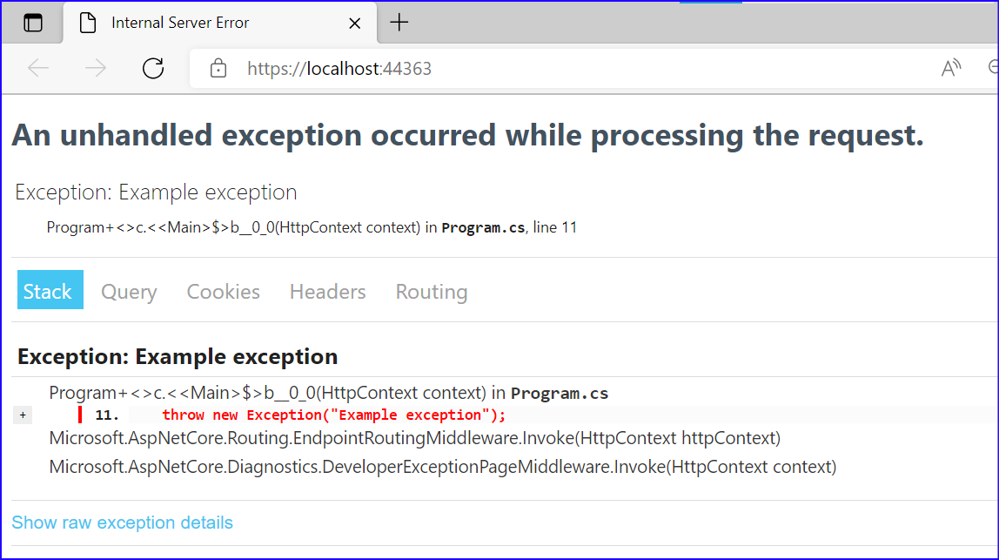 Internal Server Error
https://localhost:44363
An unhandled exception occurred while processing the request.
Exception: Example exception
Program+<>c.<<Main>$>b__0_0(HttpContext context) in Program.cs, line 11
Stack Query Cookies Headers Routing
Exception: Example exception
Program+<>c.<<Main>$>b__0_0(HttpContext context) in Program.cs
+ 11. throw new Exception("Example exception");
Microsoft.AspNetCore.Routing.EndpointRoutingMiddleware.Invoke(HttpContext httpContext)
Microsoft.AspNetCore.Diagnostics.DeveloperExceptionPageMiddleware.Invoke(HttpContext context)
Show raw exception details